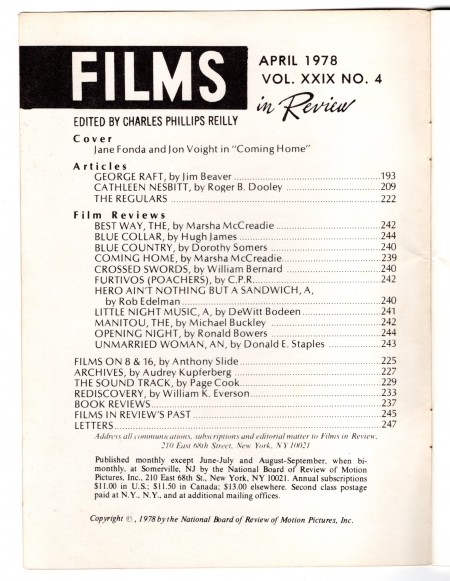 FILMS
in Review
APRIL 1978
VOL. XXIX NO. 4
EDITED BY CHARLES PHILLIPS REILLY
Cover
Jane Fonda and Jon Voight in "Coming Home"
Articles
GEORGE RAFT, by Jim Beaver ........ 193
CATHLEEN NESBITT, by Roger B. Dooley ........ 209
THE REGULARS ........ 222
Film Reviews
BEST WAY, THE, by Marsha McCreadie ........ 242
BLUE COLLAR, by Hugh James ........ 244
BLUE COUNTRY, by Dorothy Somers ........ 240
COMING HOME, by Marsha McCreadie ........ 239
CROSSED SWORDS, by William Bernard ........ 240
FURTIVOS (POACHERS), by C.P.R. ........ 242
HERO AIN'T NOTHING BUT A SANDWICH, A,
by Rob Edelman ........ 240
LITTLE NIGHT MUSIC, A, by DeWitt Bodeen ........ 241
MANITOU, THE, by Michael Buckley ........ 242
OPENING NIGHT, by Ronald Bowers ........ 244
UNMARRIED WOMAN, AN, by Donald E. Staples ........ 243
FILMS ON 8 & 16, by Anthony Slide ........ 225
ARCHIVES, by Audrey Kupferberg ........ 227
THE SOUND TRACK, by Page Cook ........ 229
REDISCOVERY, by William K. Everson ........ 233
BOOK REVIEWS ........ 237
FILMS IN REVIEW'S PAST ........ 245
LETTERS ........ 247
Address all communications, subscriptions and editorial matter to Films in Review,
210 East 68th Street, New York, NY 10021
Published monthly except June-July and August-September, when bi-
monthly, at Somerville, NJ by the National Board of Review of Motion
Pictures, Inc., 210 East 68th St., New York, NY 10021. Annual subscriptions
$11.00 in U.S.; $11.50 in Canada; $13.00 elsewhere. Second class postage
paid at N.Y., N.Y., and at additional mailing offices.
Copyright ©, 1978 by the National Board of Review of Motion Pictures, Inc.